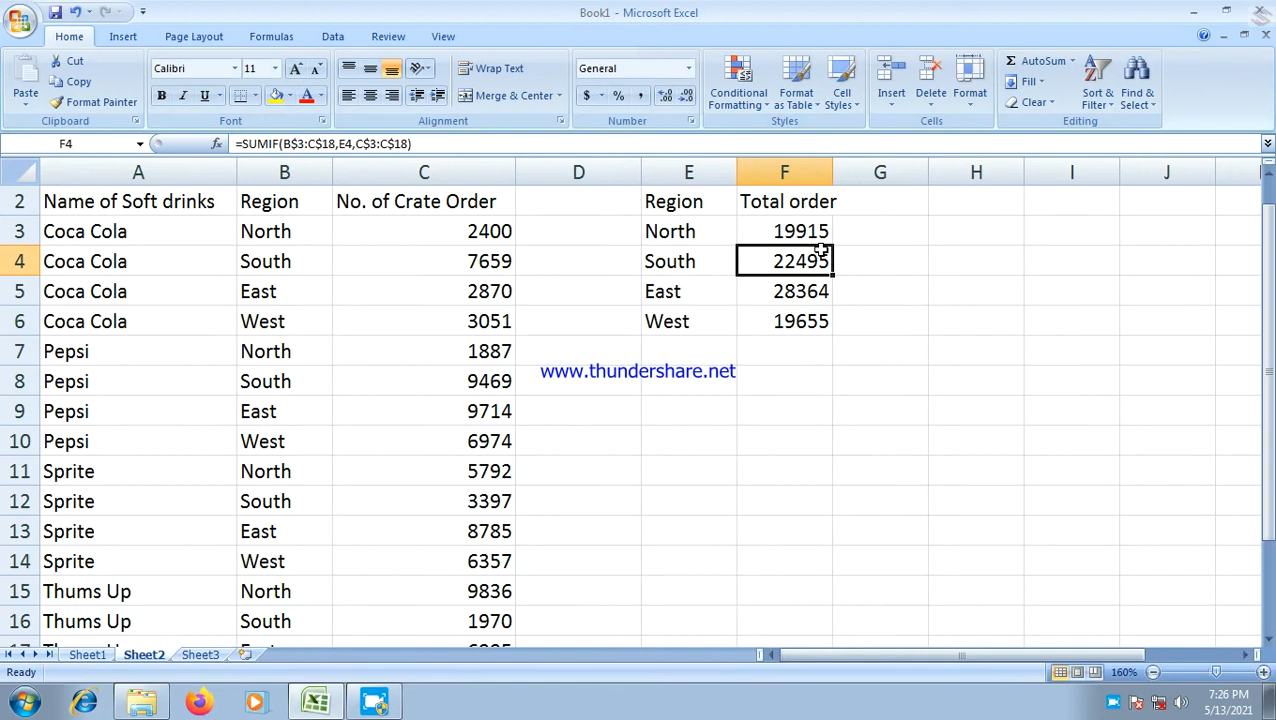 Book1 - Microsoft Excel
Home Insert Page Layout Formulas Data Review View
Paste
Cut
Copy
Format Painter
Clipboard
Calibri 11
B I U A
Font
Wrap Text
Merge & Center
Alignment
General
$ % ,
Number
Conditional Formatting
Format as Table
Cell Styles
Styles
Insert Delete Format
Cells
Σ AutoSum
Fill
Clear
Sort & Filter
Find & Select
Editing
F4 fx =SUMIF(B$3:C$18,E4,C$3:C$18)
A B C D E F G H I J
2 Name of Soft drinks Region No. of Crate Order Region Total order
3 Coca Cola North 2400 North 19915
4 Coca Cola South 7659 South 22495
5 Coca Cola East 2870 East 28364
6 Coca Cola West 3051 West 19655
7 Pepsi North 1887
www.thundershare.net
8 Pepsi South 9469
9 Pepsi East 9714
10 Pepsi West 6974
11 Sprite North 5792
12 Sprite South 3397
13 Sprite East 8785
14 Sprite West 6357
15 Thums Up North 9836
16 Thums Up South 1970
Sheet1 Sheet2 Sheet3
Ready 160%
7:26 PM
5/13/2021